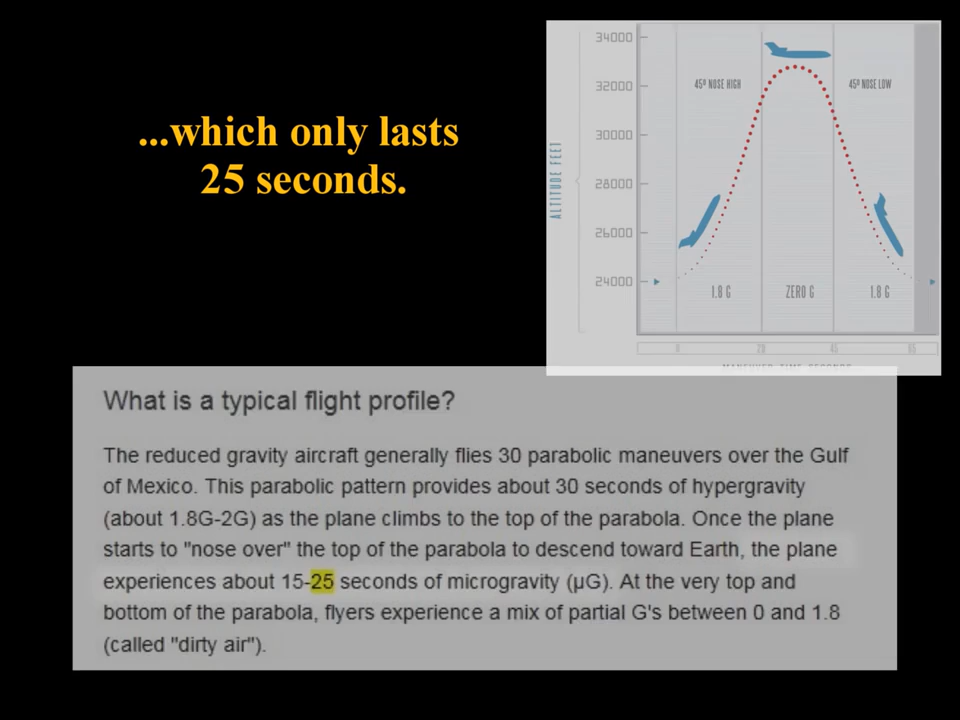 ...which only lasts
25 seconds.
34000
32000
30000
28000
26000
24000
ALTITUDE FEET
45º NOSE HIGH
45º NOSE LOW
1.8 G
ZERO G
1.8 G
0
20
45
65
MANEUVER TIME SECONDS
What is a typical flight profile?
The reduced gravity aircraft generally flies 30 parabolic maneuvers over the Gulf
of Mexico. This parabolic pattern provides about 30 seconds of hypergravity
(about 1.8G-2G) as the plane climbs to the top of the parabola. Once the plane
starts to "nose over" the top of the parabola to descend toward Earth, the plane
experiences about 15-25 seconds of microgravity (µG). At the very top and
bottom of the parabola, flyers experience a mix of partial G's between 0 and 1.8
(called "dirty air").